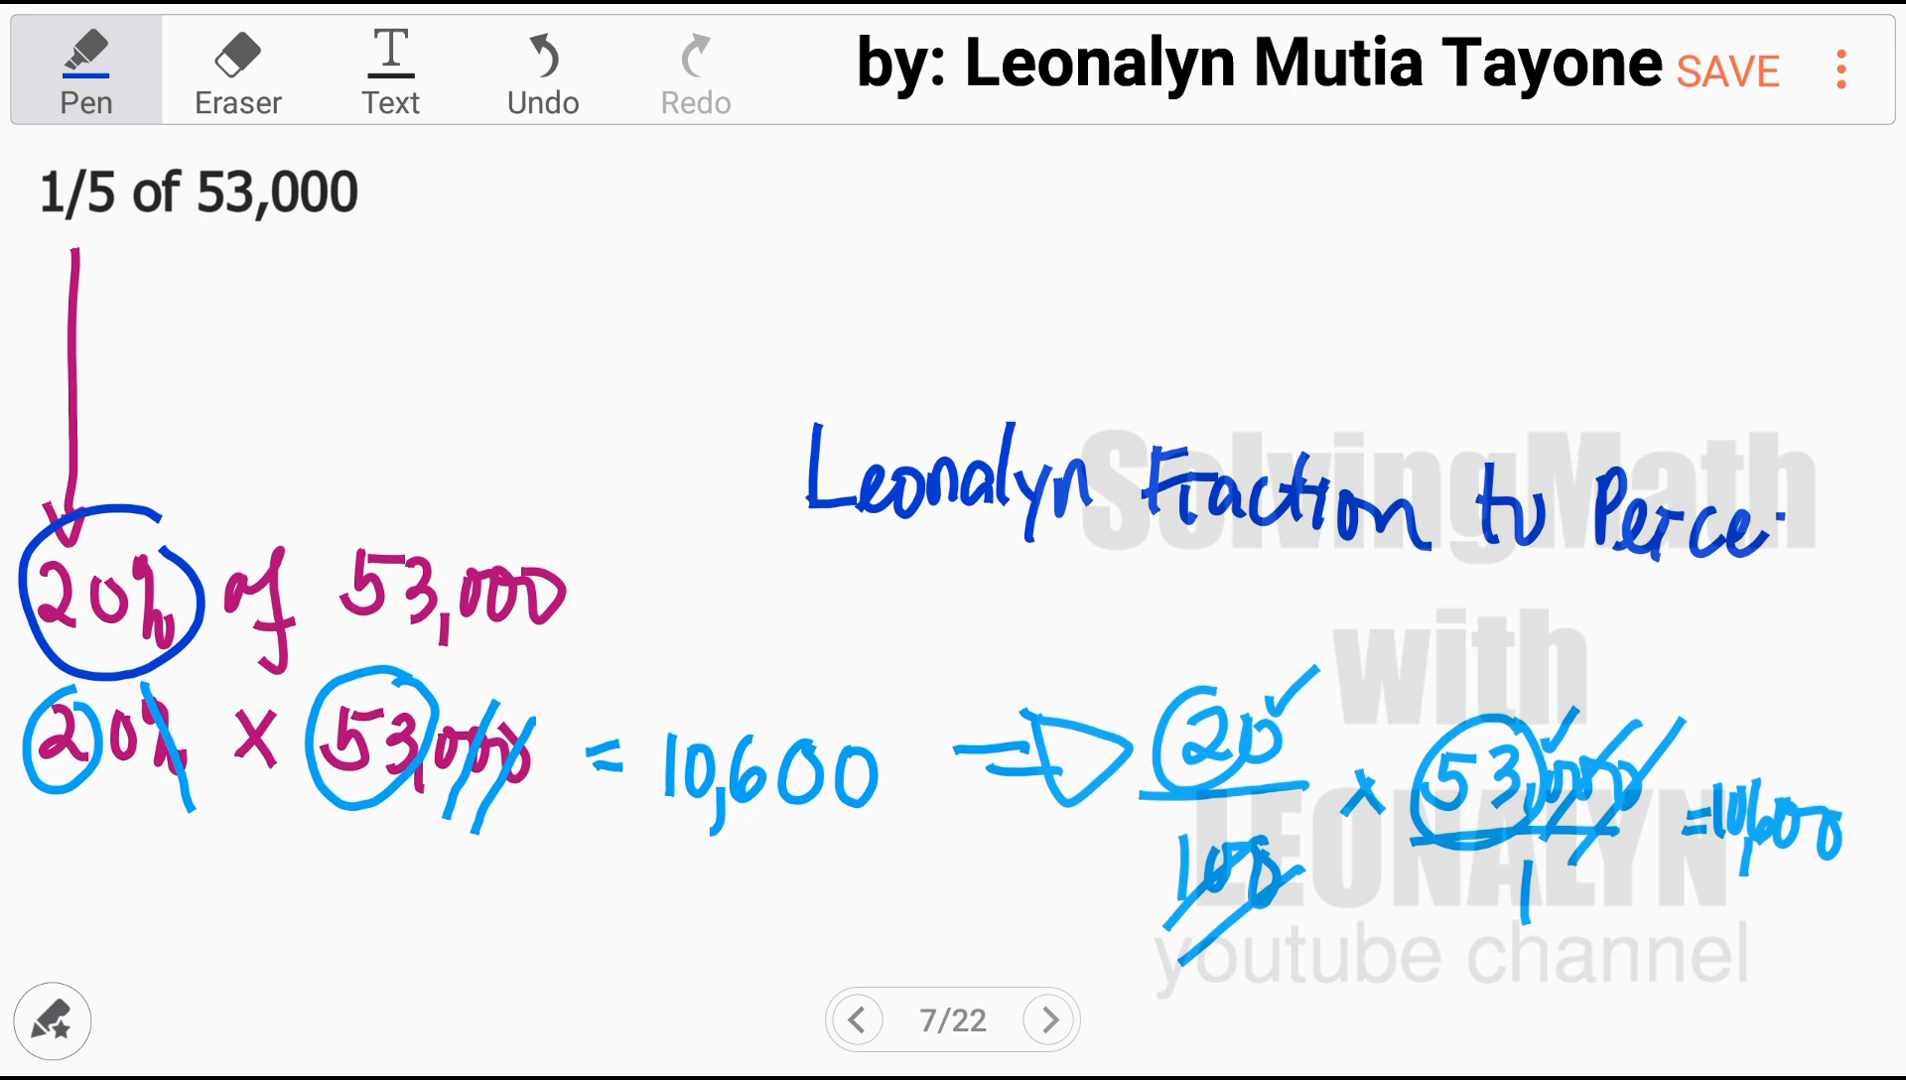 Pen Eraser Text Undo Redo by: Leonalyn Mutia Tayone SAVE
1/5 of 53,000
Leonalyn Fraction to Perce
SolvingMath
20% of 53,000
with
20% x 53,000 = 10,600 ⇒ 20/100 x 53,000/1 = 10,600
LEONALYN
youtube channel
7/22